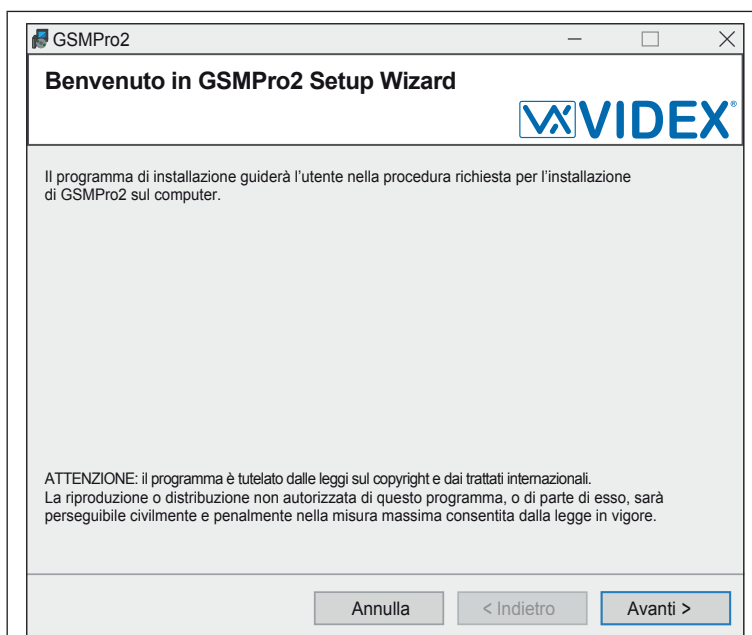 GSMPro2
Benvenuto in GSMPro2 Setup Wizard
VIDEX®
Il programma di installazione guiderà l'utente nella procedura richiesta per l'installazione
di GSMPro2 sul computer.
ATTENZIONE: il programma è tutelato dalle leggi sul copyright e dai trattati internazionali.
La riproduzione o distribuzione non autorizzata di questo programma, o di parte di esso, sarà
perseguibile civilmente e penalmente nella misura massima consentita dalla legge in vigore.
Annulla
< Indietro
Avanti >